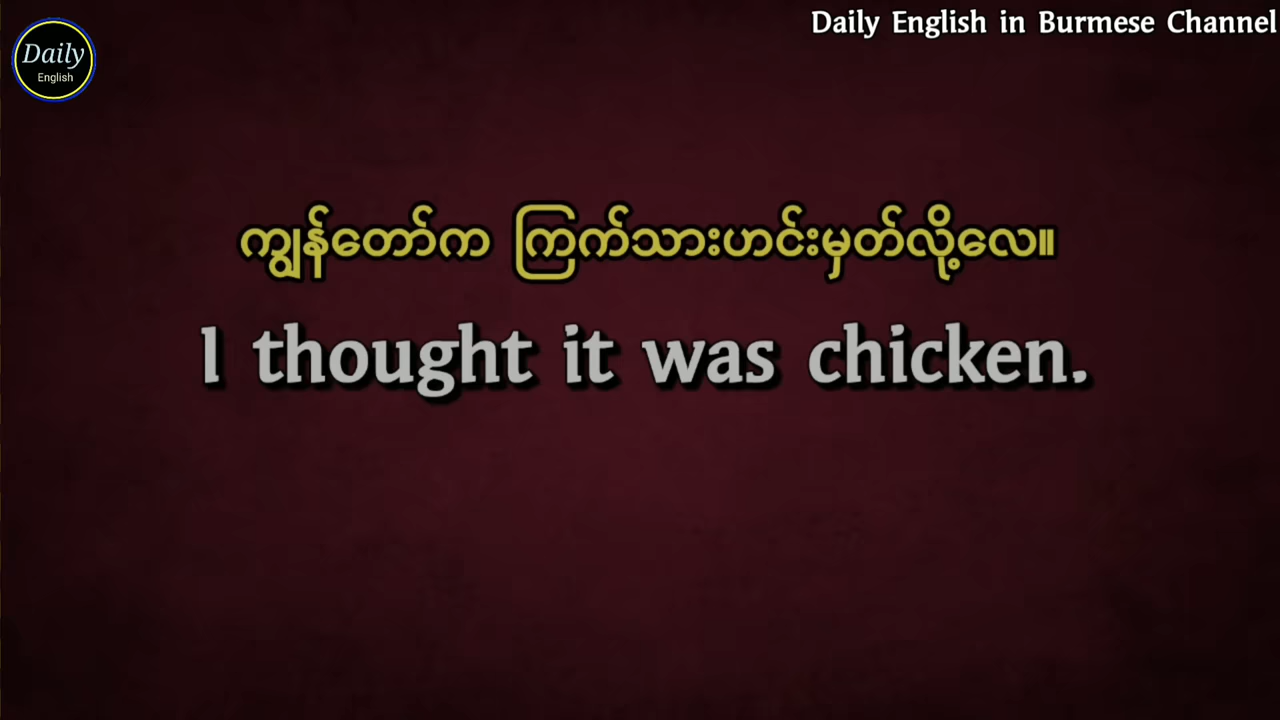 Daily English in Burmese Channel
Daily
English
ကျွန်တော်က ကြက်သားဟင်းမှတ်လို့လေ။
I thought it was chicken.